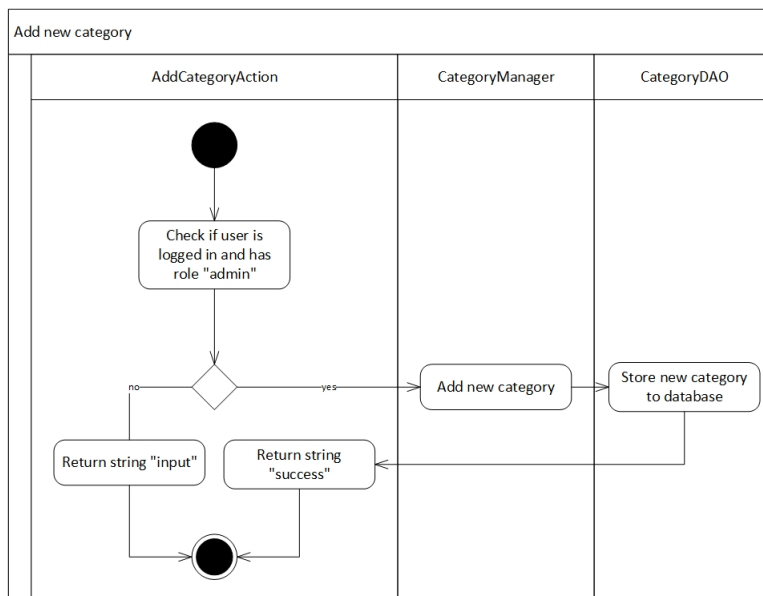 Add new category
AddCategoryAction
CategoryManager
CategoryDAO
Check if user is
logged in and has
role "admin"
no
yes
Add new category
Store new category
to database
Return string "input"
Return string
"success"